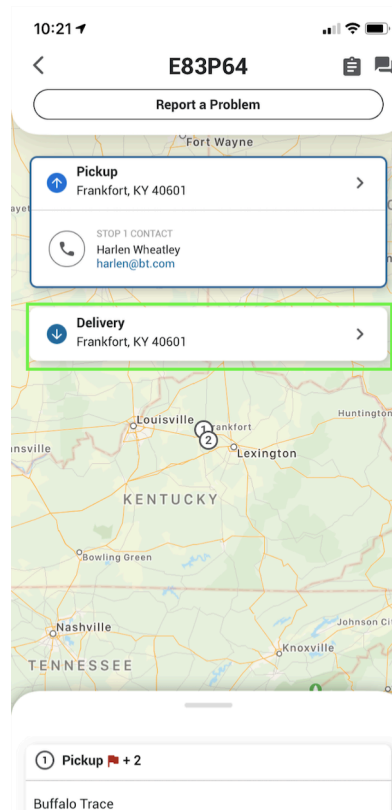 10:21
E83P64
Report a Problem
Fort Wayne
Pickup
Frankfort, KY 40601
STOP 1 CONTACT
Harlen Wheatley
harlen@bt.com
Delivery
Frankfort, KY 40601
Louisville
1
rankfort
Huntington
2
nsville
Lexington
KENTUCKY
Bowling Green
Nashville
Johnson Ci
Knoxville
TENNESSEE
1 Pickup + 2
Buffalo Trace